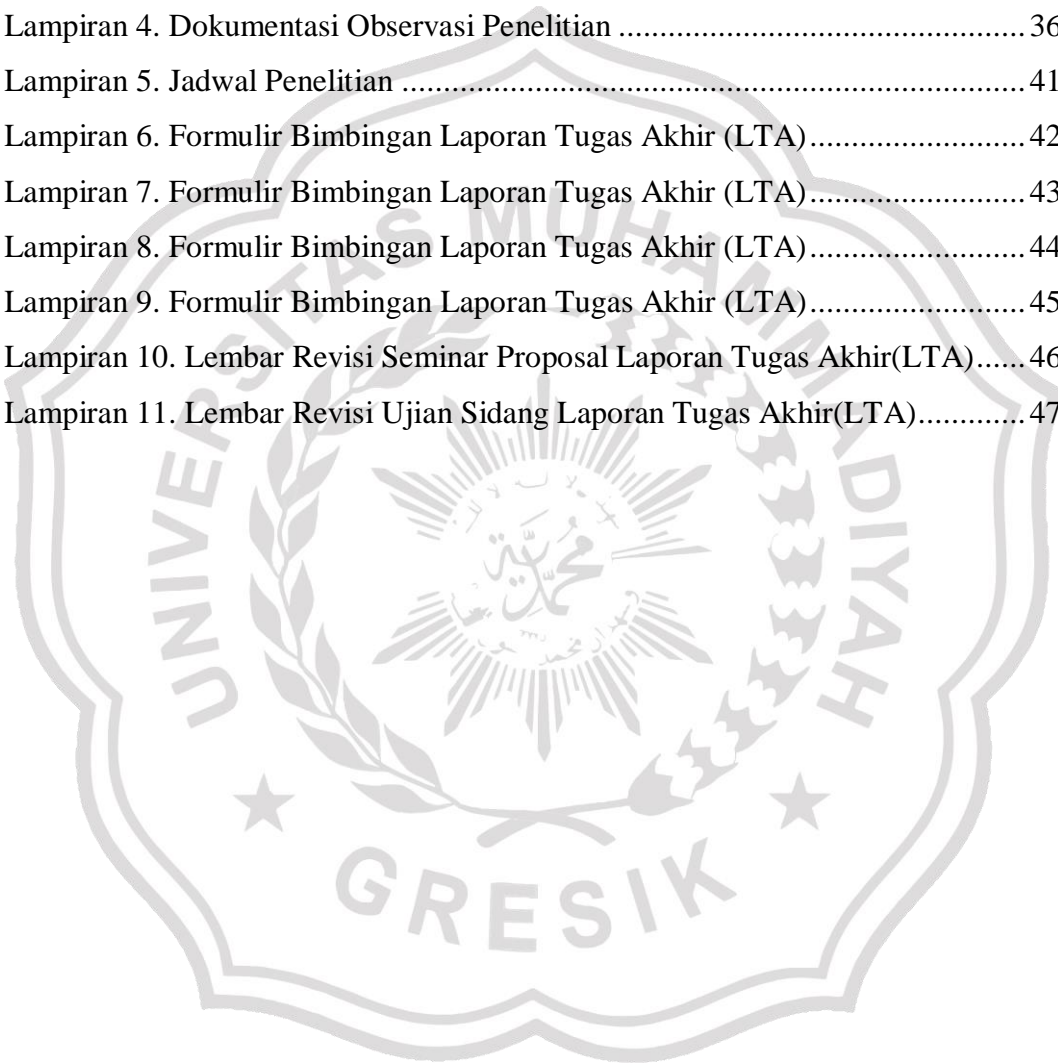 Lampiran 4. Dokumentasi Observasi Penelitian ........................................................ 36
Lampiran 5. Jadwal Penelitian ........................................................................................ 41
Lampiran 6. Formulir Bimbingan Laporan Tugas Akhir (LTA) .......................... 42
Lampiran 7. Formulir Bimbingan Laporan Tugas Akhir (LTA) .......................... 43
Lampiran 8. Formulir Bimbingan Laporan Tugas Akhir (LTA) .......................... 44
Lampiran 9. Formulir Bimbingan Laporan Tugas Akhir (LTA) .......................... 45
Lampiran 10. Lembar Revisi Seminar Proposal Laporan Tugas Akhir(LTA) ...... 46
Lampiran 11. Lembar Revisi Ujian Sidang Laporan Tugas Akhir(LTA) ............. 47
UNIVERSITAS MUHAMMADIYAH
GRESIK